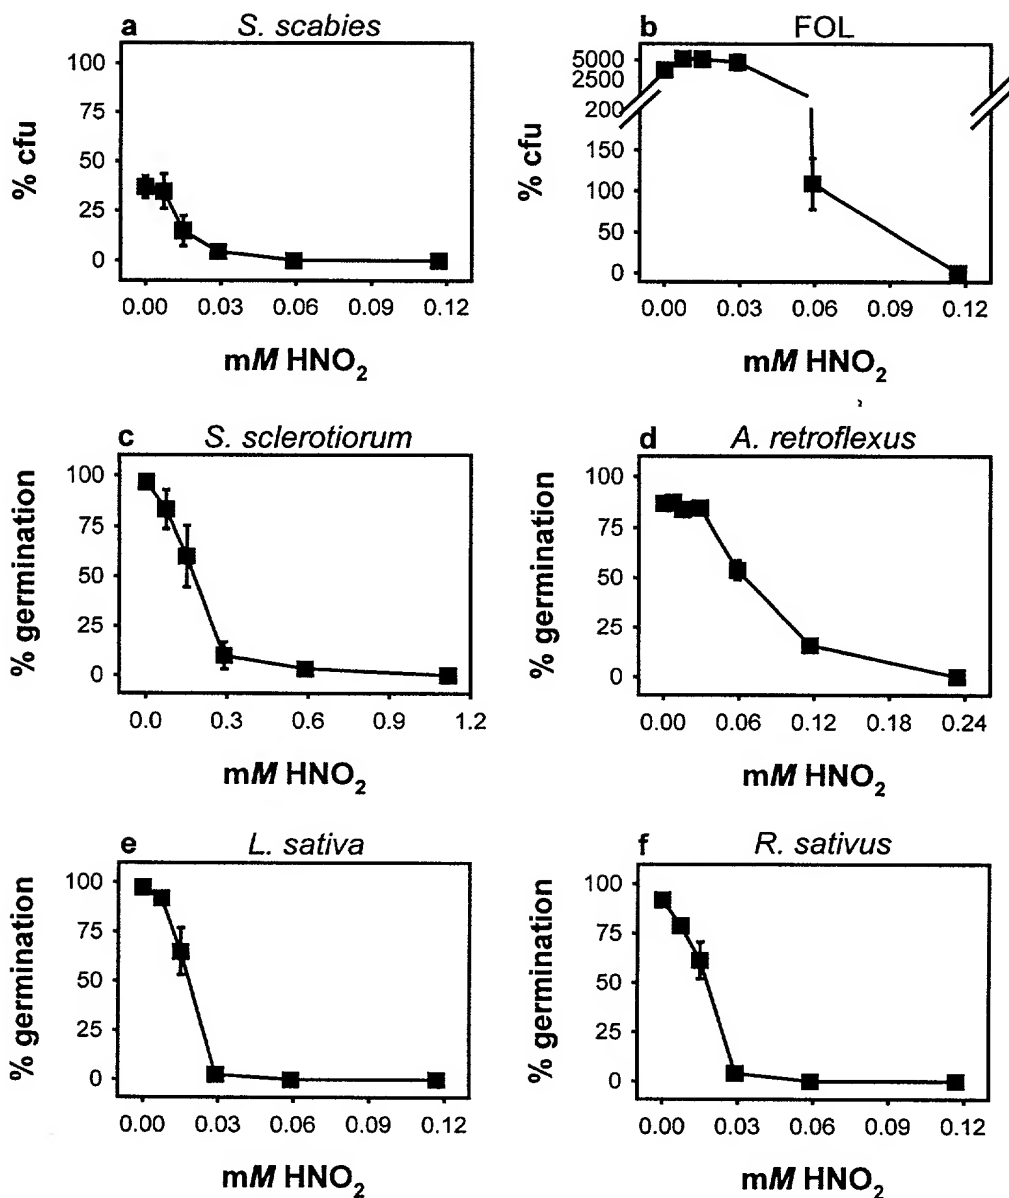 a S. scabies
100
75
50
25
0
% cfu
0.00 0.03 0.06 0.09 0.12
mM HNO₂
b FOL
5000
2500
200
150
100
50
0
% cfu
0.00 0.03 0.06 0.09 0.12
mM HNO₂
c S. sclerotiorum
100
75
50
25
0
% germination
0.0 0.3 0.6 0.9 1.2
mM HNO₂
d A. retroflexus
100
75
50
25
0
% germination
0.00 0.06 0.12 0.18 0.24
mM HNO₂
e L. sativa
100
75
50
25
0
% germination
0.00 0.03 0.06 0.09 0.12
mM HNO₂
f R. sativus
100
75
50
25
0
% germination
0.00 0.03 0.06 0.09 0.12
mM HNO₂